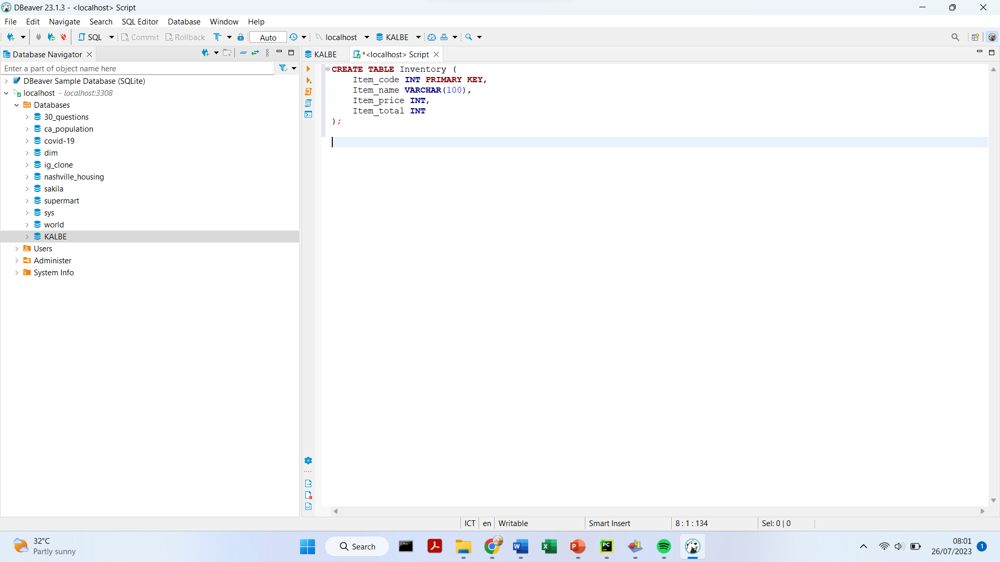 DBeaver 23.1.3 - <localhost> Script
File Edit Navigate Search SQL Editor Database Window Help
SQL Commit Rollback Auto localhost KALBE
Database Navigator
KALBE
*<localhost> Script
Enter a part of object name here
DBeaver Sample Database (SQLite)
localhost - localhost:3308
Databases
30_questions
ca_population
covid-19
dim
ig_clone
nashville_housing
sakila
supermart
sys
world
KALBE
Users
Administer
System Info
CREATE TABLE Inventory (
Item_code INT PRIMARY KEY,
Item_name VARCHAR(100),
Item_price INT,
Item_total INT
);
ICT en Writable Smart Insert 8 : 1 : 134 Sel: 0 | 0
32°C
Partly sunny
Search
08:01
26/07/2023
1